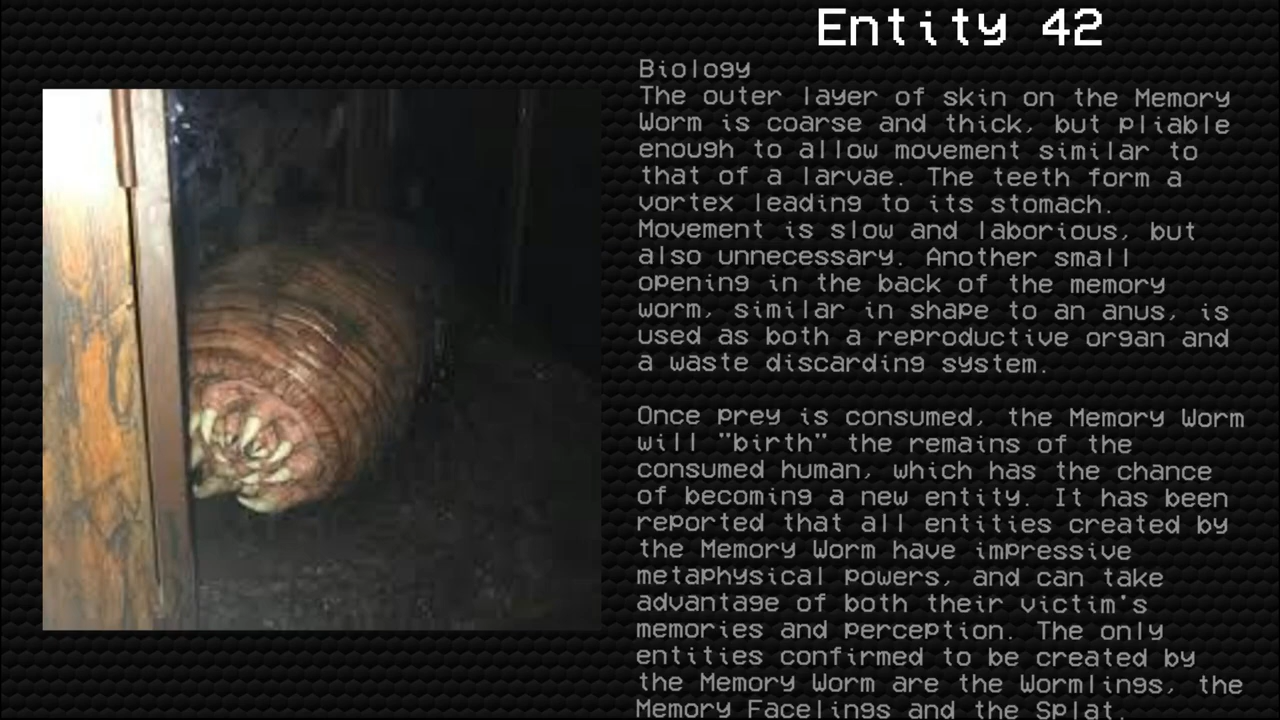 Entity 42
Biology
The outer layer of skin on the Memory
Worm is coarse and thick, but pliable
enough to allow movement similar to
that of a larvae. The teeth form a
vortex leading to its stomach.
Movement is slow and laborious, but
also unnecessary. Another small
opening in the back of the memory
worm, similar in shape to an anus, is
used as both a reproductive organ and
a waste discarding system.
Once prey is consumed, the Memory Worm
will "birth" the remains of the
consumed human, which has the chance
of becoming a new entity. It has been
reported that all entities created by
the Memory Worm have impressive
metaphysical powers, and can take
advantage of both their victim's
memories and perception. The only
entities confirmed to be created by
the Memory Worm are the Wormlings, the
Memory Facelings and the Splat.